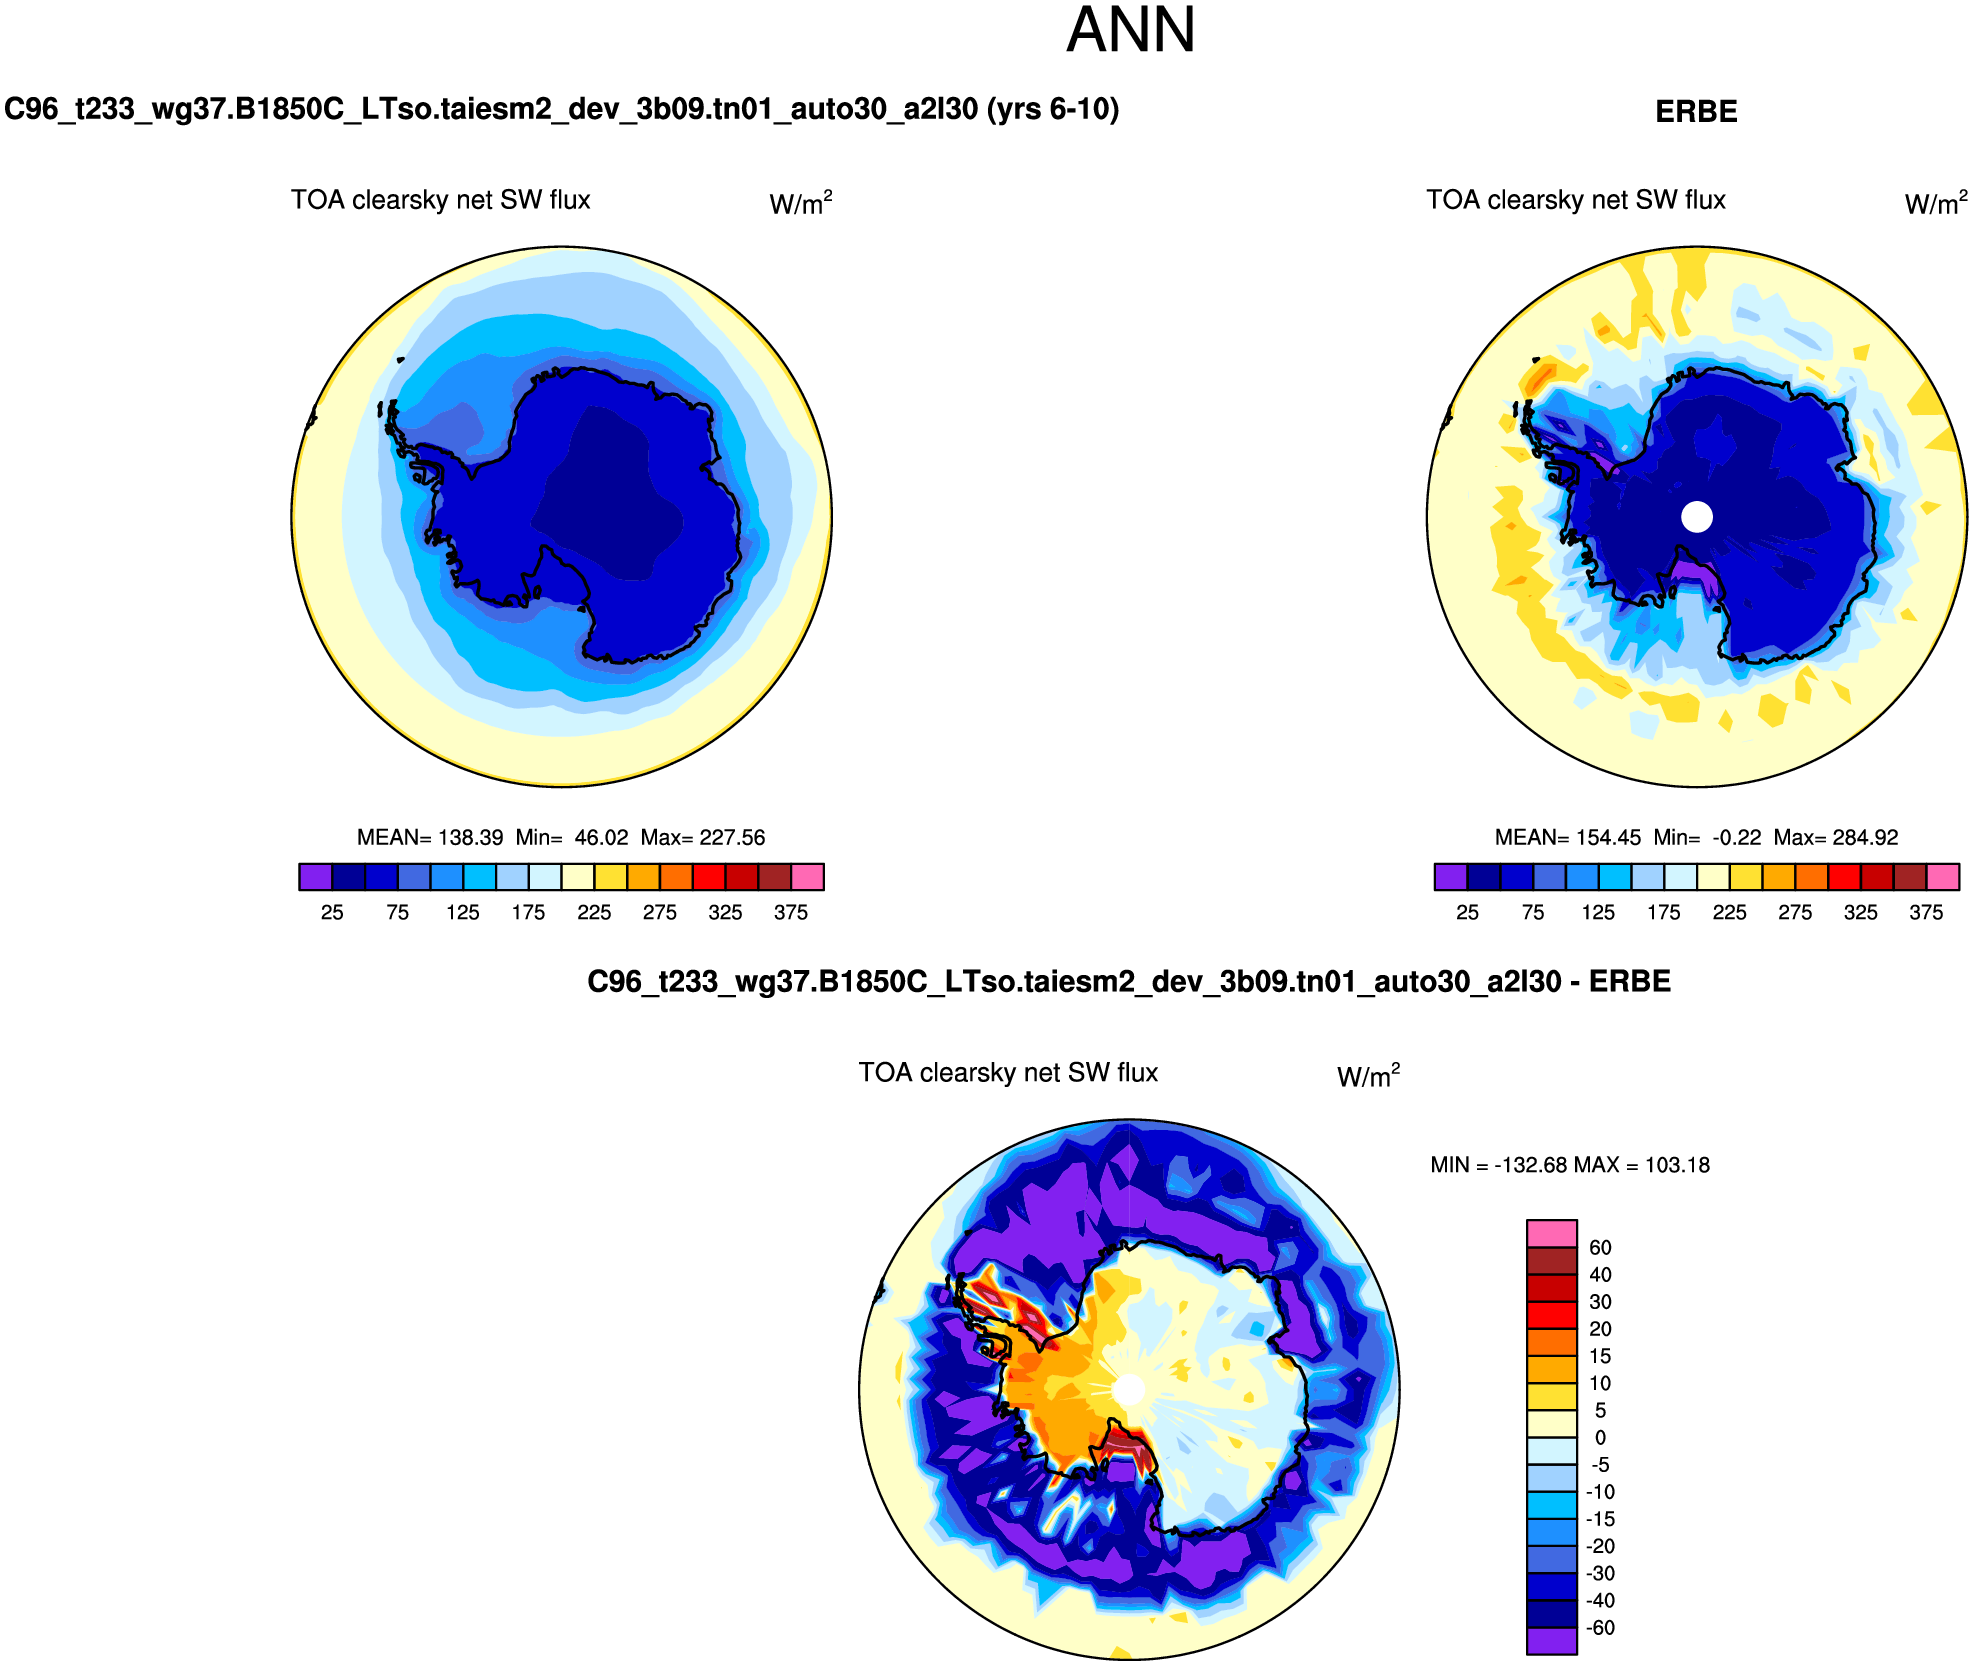 ANN
C96_t233_wg37.B1850C_LTso.taiesm2_dev_3b09.tn01_auto30_a2l30 (yrs 6-10)
ERBE
TOA clearsky net SW flux W/m²
TOA clearsky net SW flux W/m²
MEAN= 138.39 Min= 46.02 Max= 227.56
MEAN= 154.45 Min= -0.22 Max= 284.92
25 75 125 175 225 275 325 375
25 75 125 175 225 275 325 375
C96_t233_wg37.B1850C_LTso.taiesm2_dev_3b09.tn01_auto30_a2l30 - ERBE
TOA clearsky net SW flux W/m²
MIN = -132.68 MAX = 103.18
60
40
30
20
15
10
5
0
-5
-10
-15
-20
-30
-40
-60